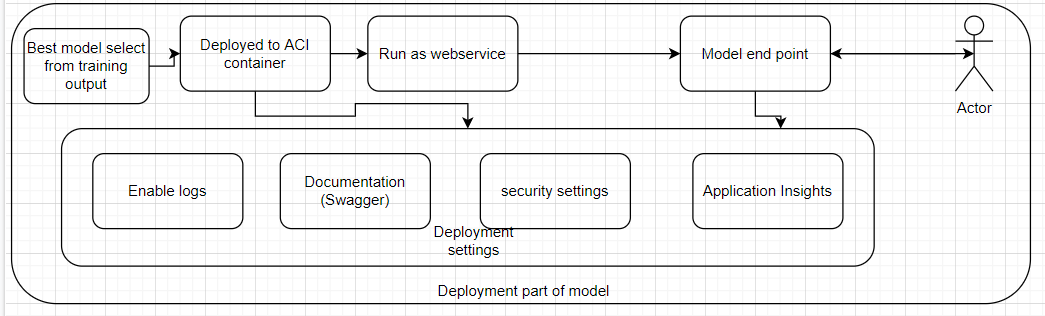 Best model select
from training
output
Deployed to ACI
container
Run as webservice
Model end point
Actor
Enable logs
Documentation
(Swagger)
security settings
Application Insights
Deployment
settings
Deployment part of model